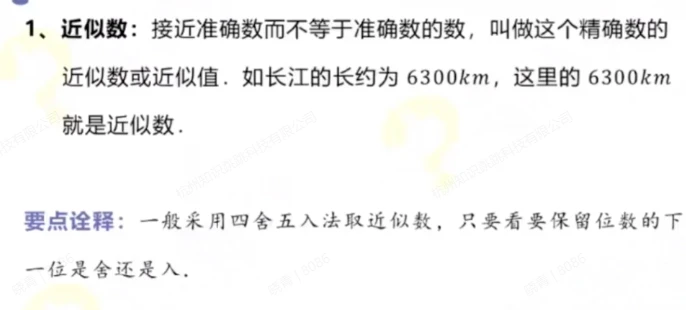 1、近似数：接近准确数而不等于准确数的数，叫做这个精确数的
近似数或近似值．如长江的长约为 6300km，这里的 6300km
就是近似数．
要点诠释：一般采用四舍五入法取近似数，只要看要保留位数的下
一位是舍还是入．